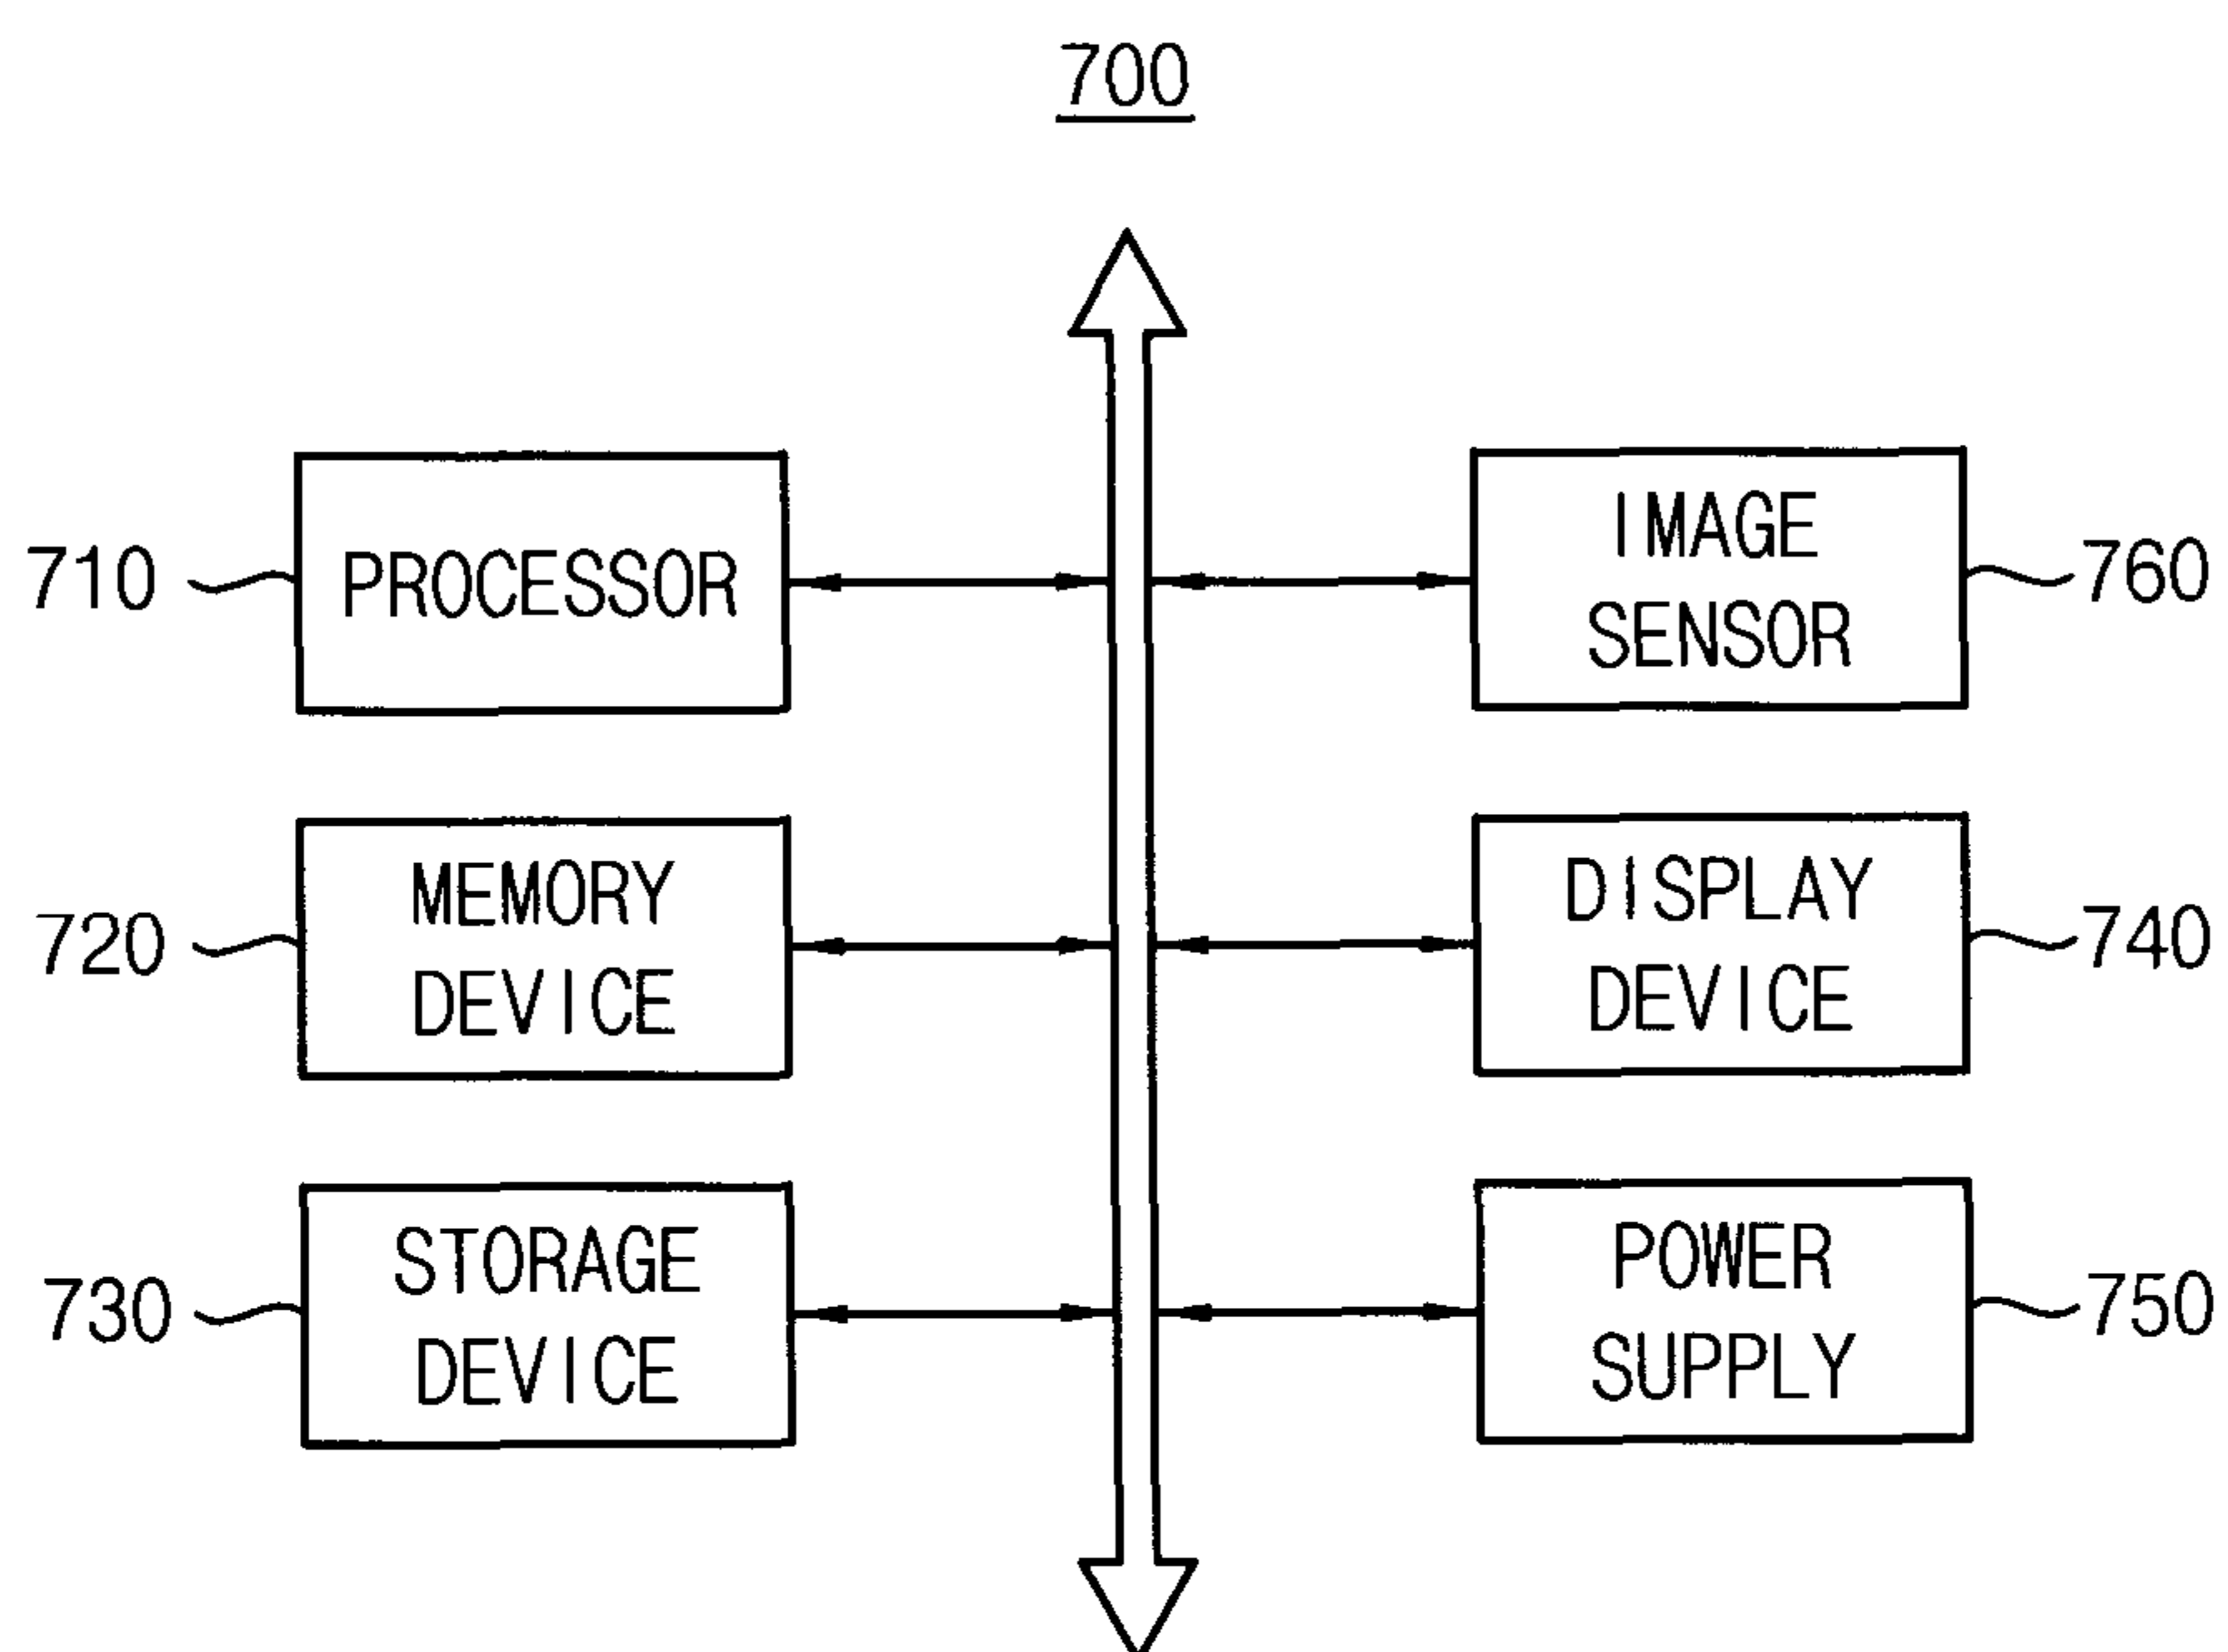 700
710
PROCESSOR
IMAGE
SENSOR
760
720
MEMORY
DEVICE
DISPLAY
DEVICE
740
730
STORAGE
DEVICE
POWER
SUPPLY
750